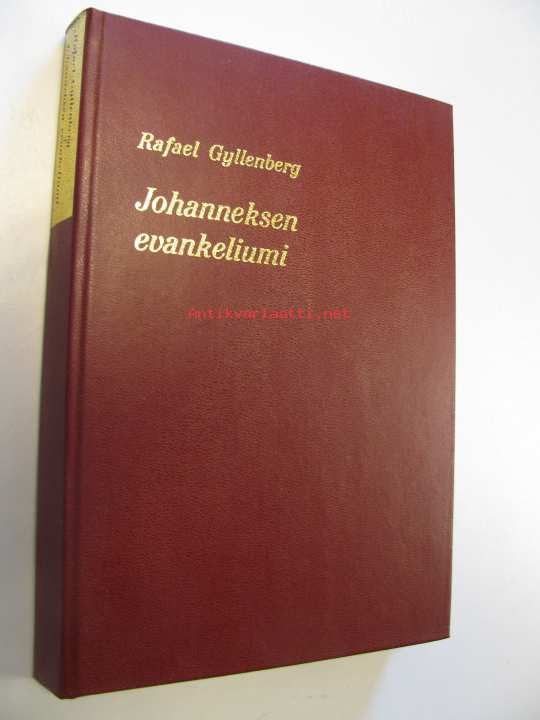 Rafael Gyllenberg
Johanneksen
evankeliumi
Antikvariaatti.net